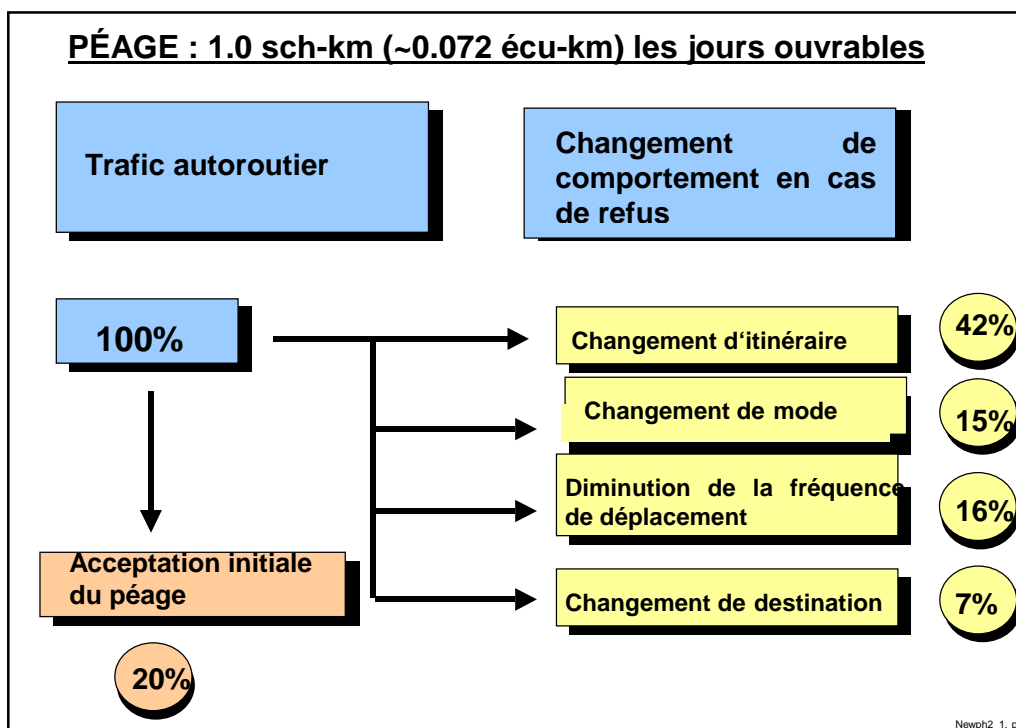 PÉAGE : 1.0 sch-km (~0.072 écu-km) les jours ouvrables
Trafic autoroutier
Changement de
comportement en cas
de refus
100%
Changement d‘itinéraire
42%
Changement de mode
15%
Diminution de la fréquence
de déplacement
16%
Acceptation initiale
du péage
20%
Changement de destination
7%
Newph2_1, p